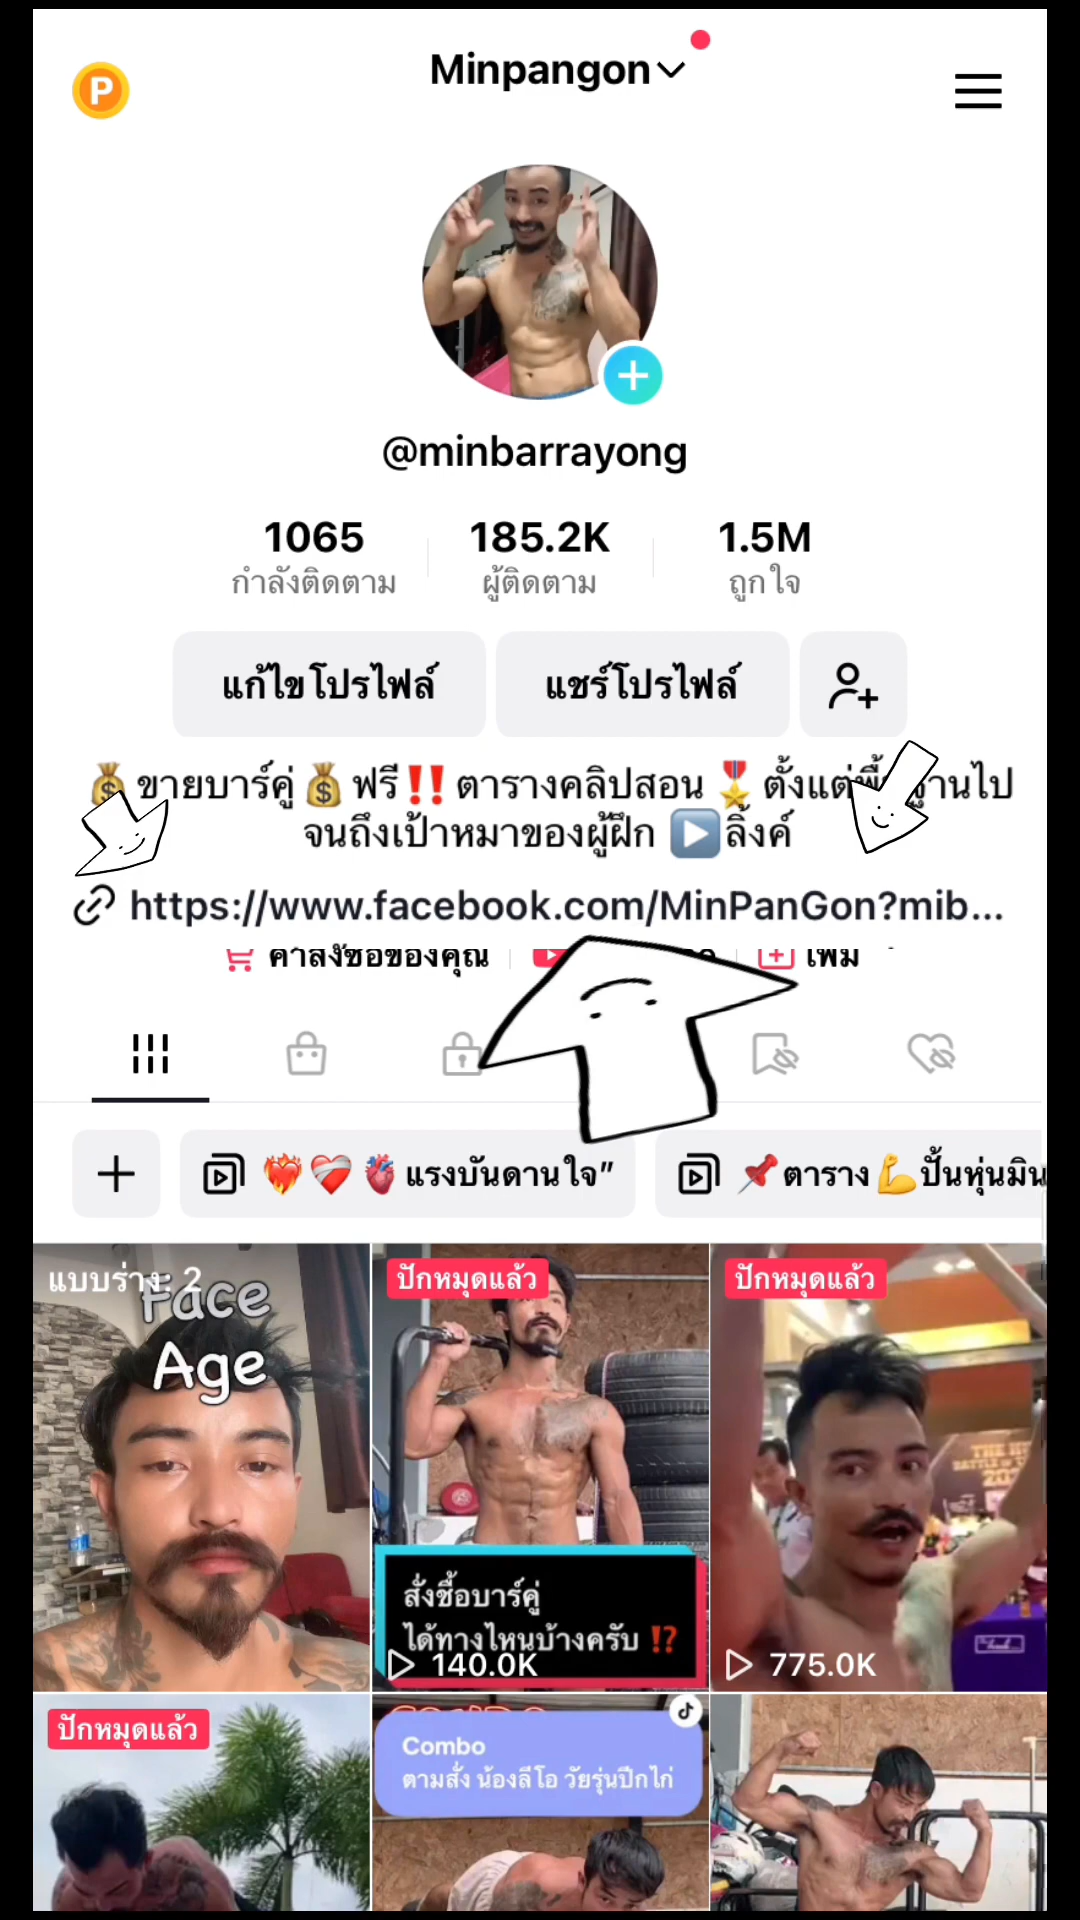 P
Minpangon
@minbarrayong
1065 185.2K 1.5M
กำลังติดตาม ผู้ติดตาม ถูกใจ
แก้ไขโปรไฟล์ แชร์โปรไฟล์
💰ขายบาร์คู่💰ฟรี‼️ตารางคลิปสอน🎖️ตั้งแต่พื้นฐานไป
จนถึงเป้าหมาของผู้ฝึก ▶️ลิ้งค์
https://www.facebook.com/MinPanGon?mib...
คำสั่งซื้อของคุณ เพิ่ม
❤️‍🔥❤️‍🩹🫀แรงบันดานใจ” 📌ตาราง💪ปั้นหุ่นมิน
แบบร่าง: 2
Face
Age
ปักหมุดแล้ว
สั่งซื้อบาร์คู่
ได้ทางไหนบ้างครับ ⁉️
140.0K
ปักหมุดแล้ว
775.0K
ปักหมุดแล้ว
Combo
ตามสั่ง น้องลีโอ วัยรุ่นปีกไก่